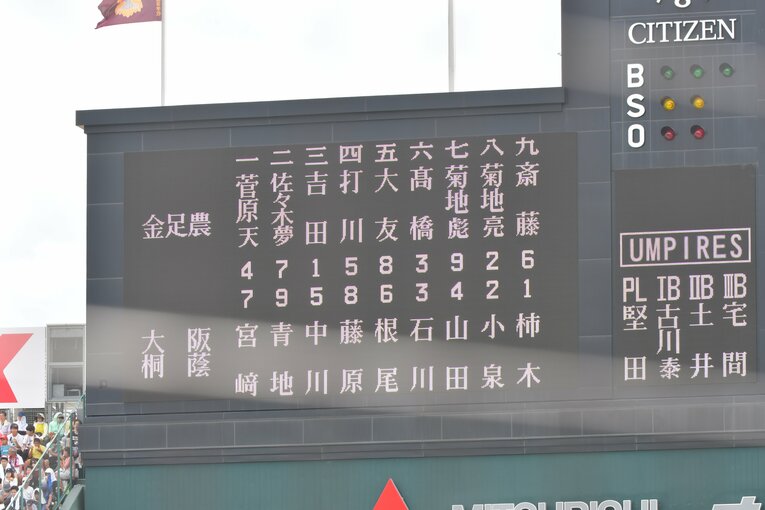 CITIZEN
B
S
O
一 二 三 四 五 六 七 八 九
金足農 菅原天 佐々木夢 吉田 打川 大友 髙橋 菊地彪 菊地亮 斎藤
4 7 1 5 8 3 9 2 6
7 9 5 8 6 3 4 2 1
大阪桐蔭 宮﨑 青地 中川 藤原 根尾 石川 山田 小泉 柿木
UMPIRES
PL ⅠB ⅡB ⅢB
堅田 古川泰 土井 宅間
MITSUBISHI